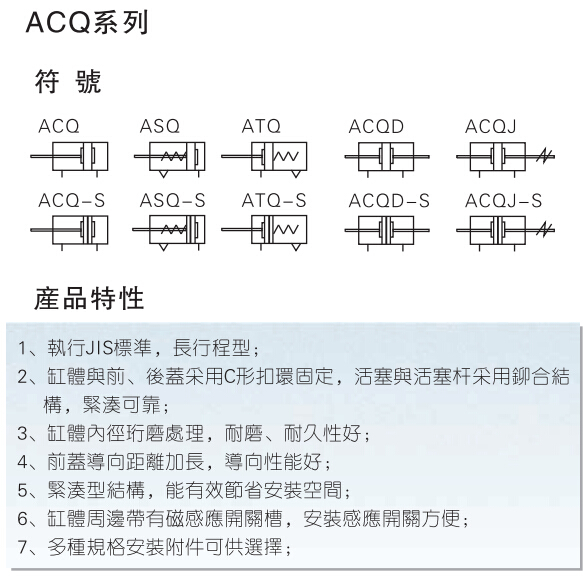 ACQ系列
符 號
ACQ ASQ ATQ ACQD ACQJ
ACQ-S ASQ-S ATQ-S ACQD-S ACQJ-S
産品特性
1、執行JIS標準，長行程型；
2、缸體與前、後蓋采用C形扣環固定，活塞與活塞杆采用鉚合結
構，緊湊可靠；
3、缸體內徑珩磨處理，耐磨、耐久性好；
4、前蓋導向距離加長，導向性能好；
5、緊湊型結構，能有效節省安裝空間；
6、缸體周邊帶有磁感應開關槽，安裝感應開關方便；
7、多種規格安裝附件可供選擇；